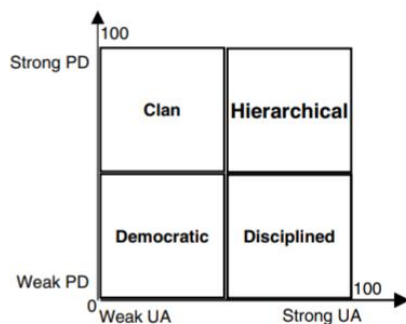 100
Strong PD
Clan
Hierarchical
Democratic
Disciplined
Weak PD
100
0
Weak UA
Strong UA